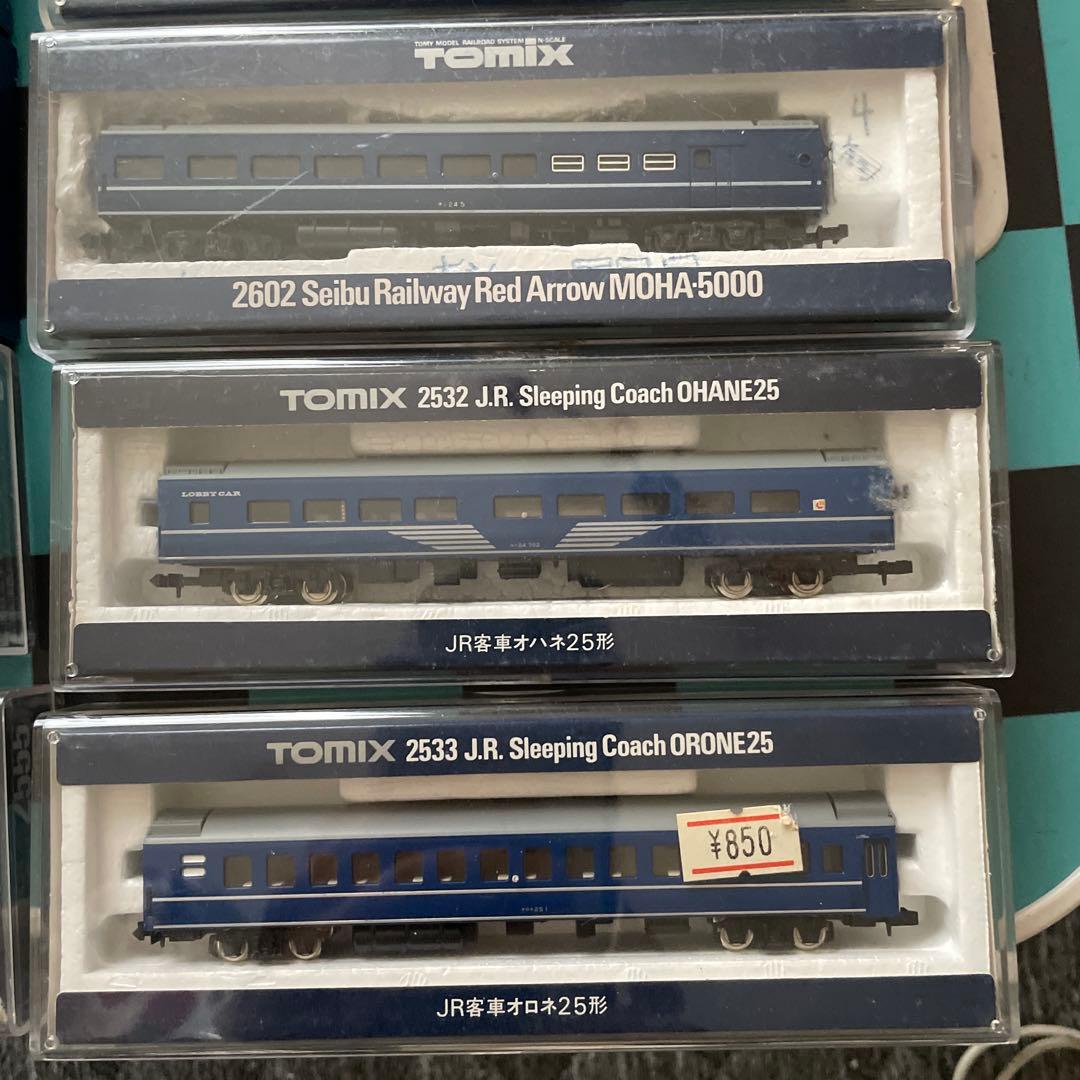 TOMY MODEL RAILROAD SYSTEM N-SCALE
TOMIX
4
2602 Seibu Railway Red Arrow MOHA-5000
TOMIX 2532 J.R. Sleeping Coach OHANE25
LOBBY CAR
JR客車オハネ25形
TOMIX 2533 J.R. Sleeping Coach ORONE25
¥850
JR客車オロネ25形